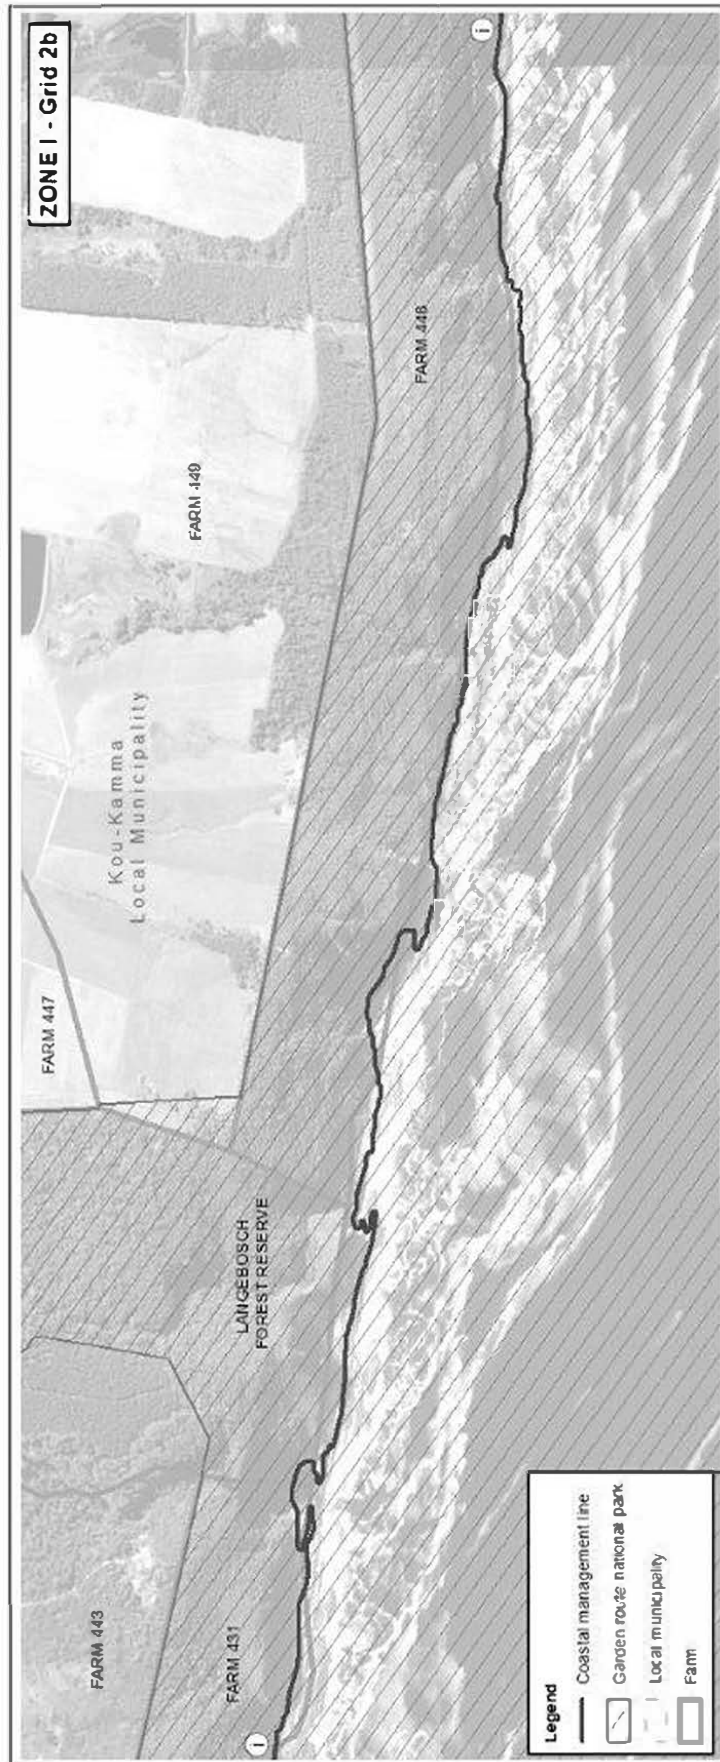 ZONE I - Grid 2b
FARM 443
FARM 431
LANGEBOSCH
FOREST RESERVE
FARM 447
Kou-Kamma
Local Municipality
FARM 449
FARM 448
i
i
Legend
Coastal management line
Garden route national park
Local municipality
Farm